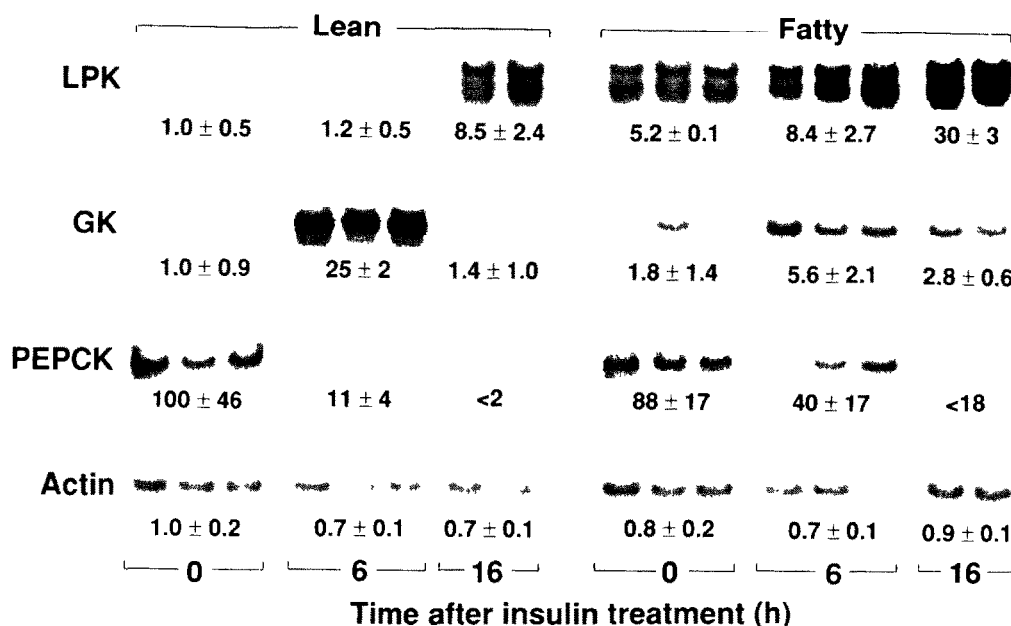 Lean Fatty
LPK
1.0 ± 0.5 1.2 ± 0.5 8.5 ± 2.4 5.2 ± 0.1 8.4 ± 2.7 30 ± 3
GK
1.0 ± 0.9 25 ± 2 1.4 ± 1.0 1.8 ± 1.4 5.6 ± 2.1 2.8 ± 0.6
PEPCK
100 ± 46 11 ± 4 <2 88 ± 17 40 ± 17 <18
Actin
1.0 ± 0.2 0.7 ± 0.1 0.7 ± 0.1 0.8 ± 0.2 0.7 ± 0.1 0.9 ± 0.1
0 6 16 0 6 16
Time after insulin treatment (h)